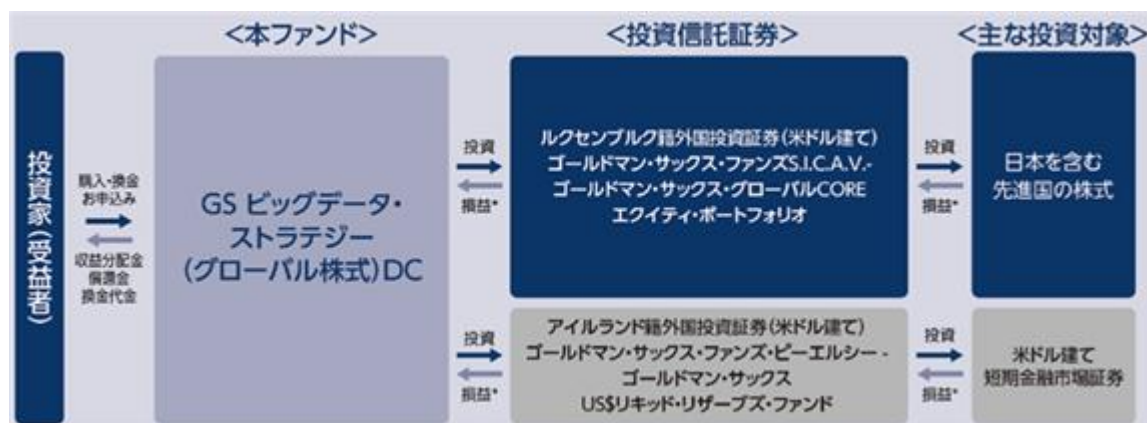 <本ファンド>
<投資信託証券>
<主な投資対象>
投資家(受益者)
購入・換金
お申込み
収益分配金
償還金
換金代金
GS ビッグデータ・
ストラテジー
(グローバル株式)DC
投資
損益*
ルクセンブルク籍外国投資証券(米ドル建て)
ゴールドマン・サックス・ファンズS.I.C.A.V.-
ゴールドマン・サックス・グローバルCORE
エクイティ・ポートフォリオ
投資
損益*
日本を含む
先進国の株式
投資
損益*
アイルランド籍外国投資証券(米ドル建て)
ゴールドマン・サックス・ファンズ・ピーエルシー -
ゴールドマン・サックス
US$リキッド・リザーブズ・ファンド
投資
損益*
米ドル建て
短期金融市場証券